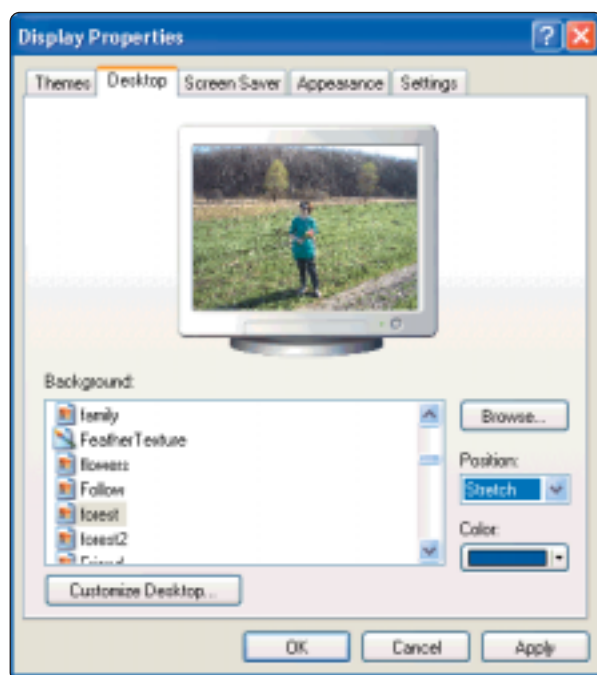 Display Properties
Themes Desktop Screen Saver Appearance Settings
Background:
family
FeatherTexture
flowers
Follow
forest
forest2
Friend
Browse...
Position:
Stretch
Color:
Customize Desktop...
OK Cancel Apply